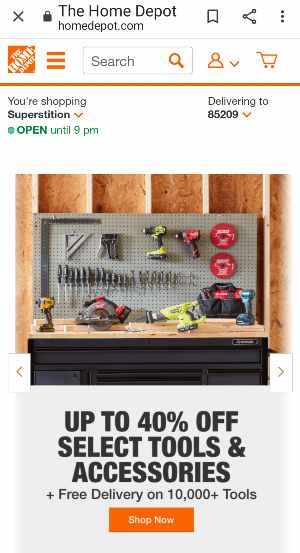 The Home Depot
homedepot.com
THE HOME DEPOT
Search
You're shopping
Superstition
OPEN until 9 pm
Delivering to
85209
UP TO 40% OFF
SELECT TOOLS &
ACCESSORIES
+ Free Delivery on 10,000+ Tools
Shop Now